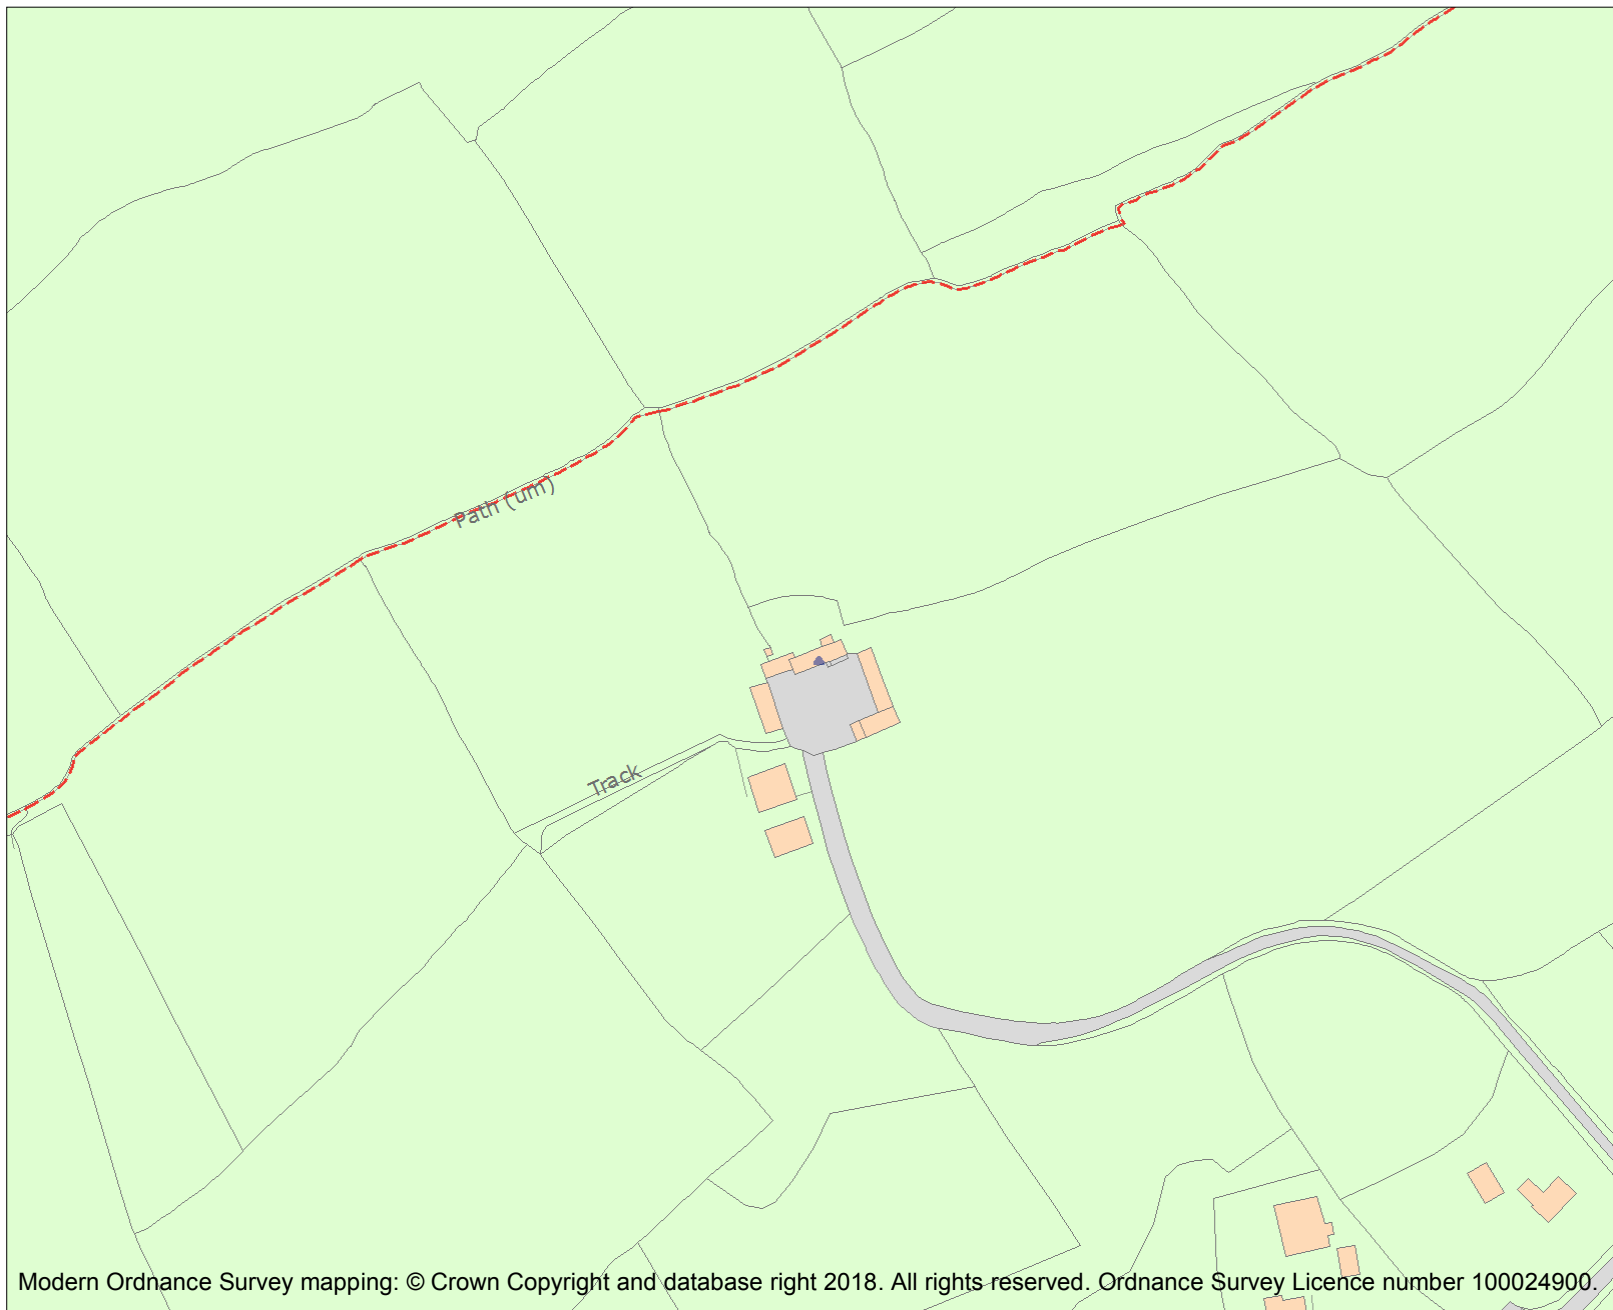 Path (um)
Track
Modern Ordnance Survey mapping: © Crown Copyright and database right 2018. All rights reserved. Ordnance Survey Licence number 100024900.